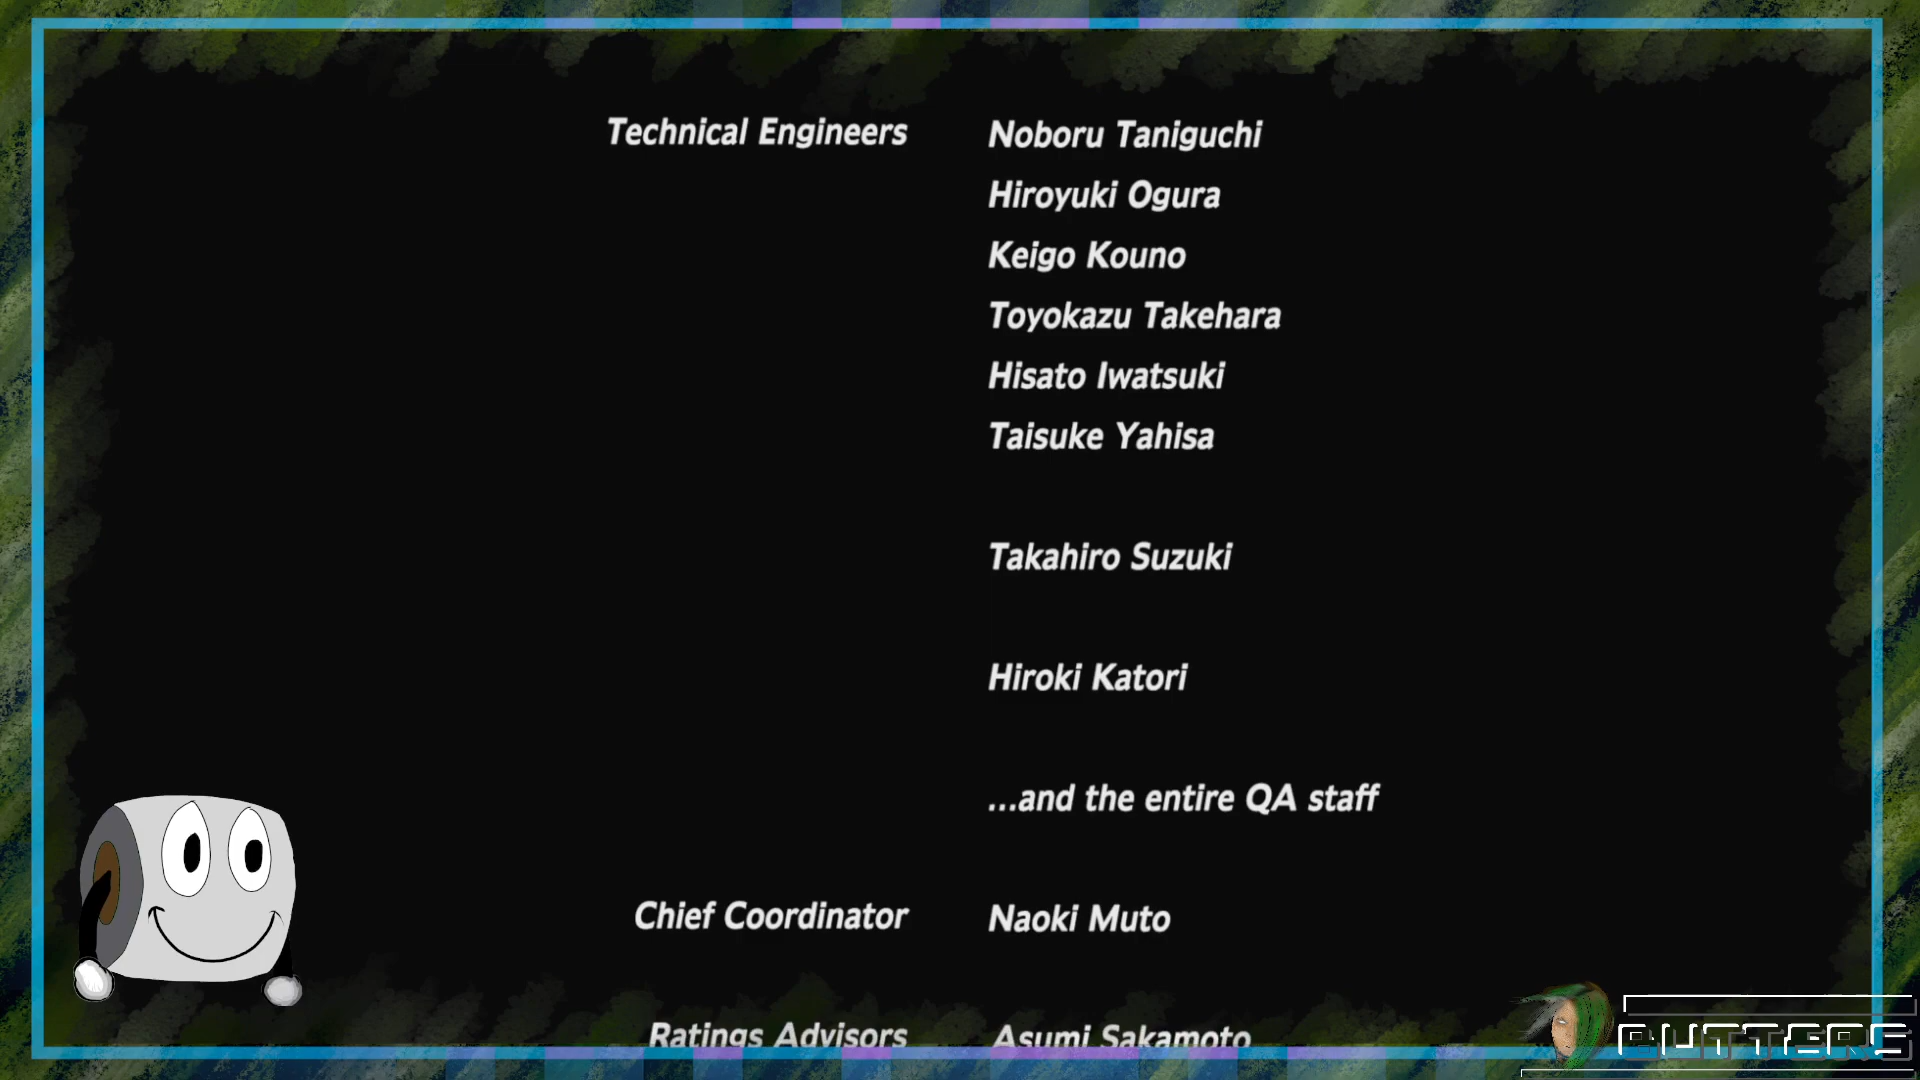 Technical Engineers Noboru Taniguchi
Hiroyuki Ogura
Keigo Kouno
Toyokazu Takehara
Hisato Iwatsuki
Taisuke Yahisa
Takahiro Suzuki
Hiroki Katori
...and the entire QA staff
Chief Coordinator Naoki Muto
Ratings Advisors Asumi Sakamoto
BUTTERS